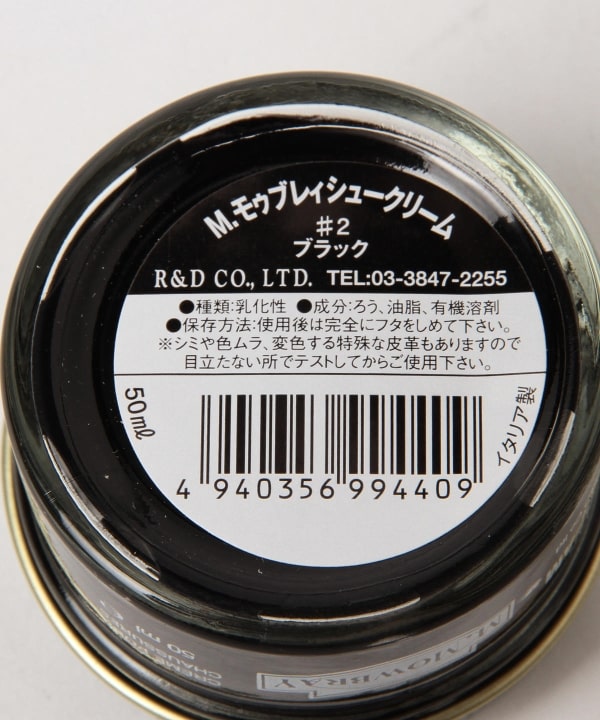 M.モゥブレィシュークリーム
#2
ブラック
R&D CO., LTD. TEL:03-3847-2255
●種類:乳化性 ●成分:ろう、油脂、有機溶剤
●保存方法:使用後は完全にフタをしめて下さい。
※シミや色ムラ、変色する特殊な皮革もありますので
目立たない所でテストしてからご使用下さい。
50㎖
イタリア製
4 940356 994409
M.MOWBRAY
CHAUSSURES
50 ml